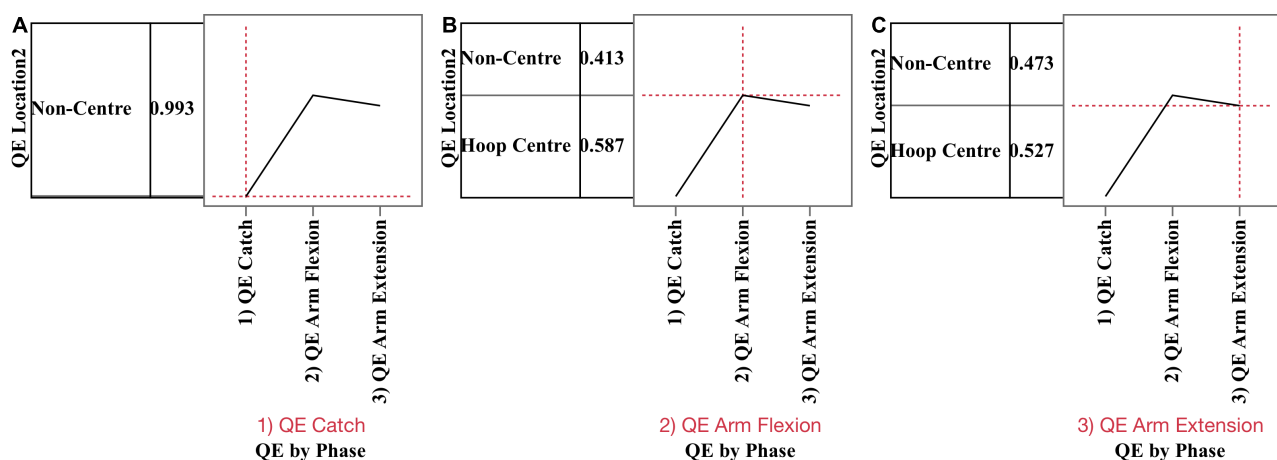 A
QE Location2
Non-Centre 0.993
1) QE Catch
2) QE Arm Flexion
3) QE Arm Extension
1) QE Catch
QE by Phase
B
QE Location2
Non-Centre 0.413
Hoop Centre 0.587
1) QE Catch
2) QE Arm Flexion
3) QE Arm Extension
2) QE Arm Flexion
QE by Phase
C
QE Location2
Non-Centre 0.473
Hoop Centre 0.527
1) QE Catch
2) QE Arm Flexion
3) QE Arm Extension
3) QE Arm Extension
QE by Phase